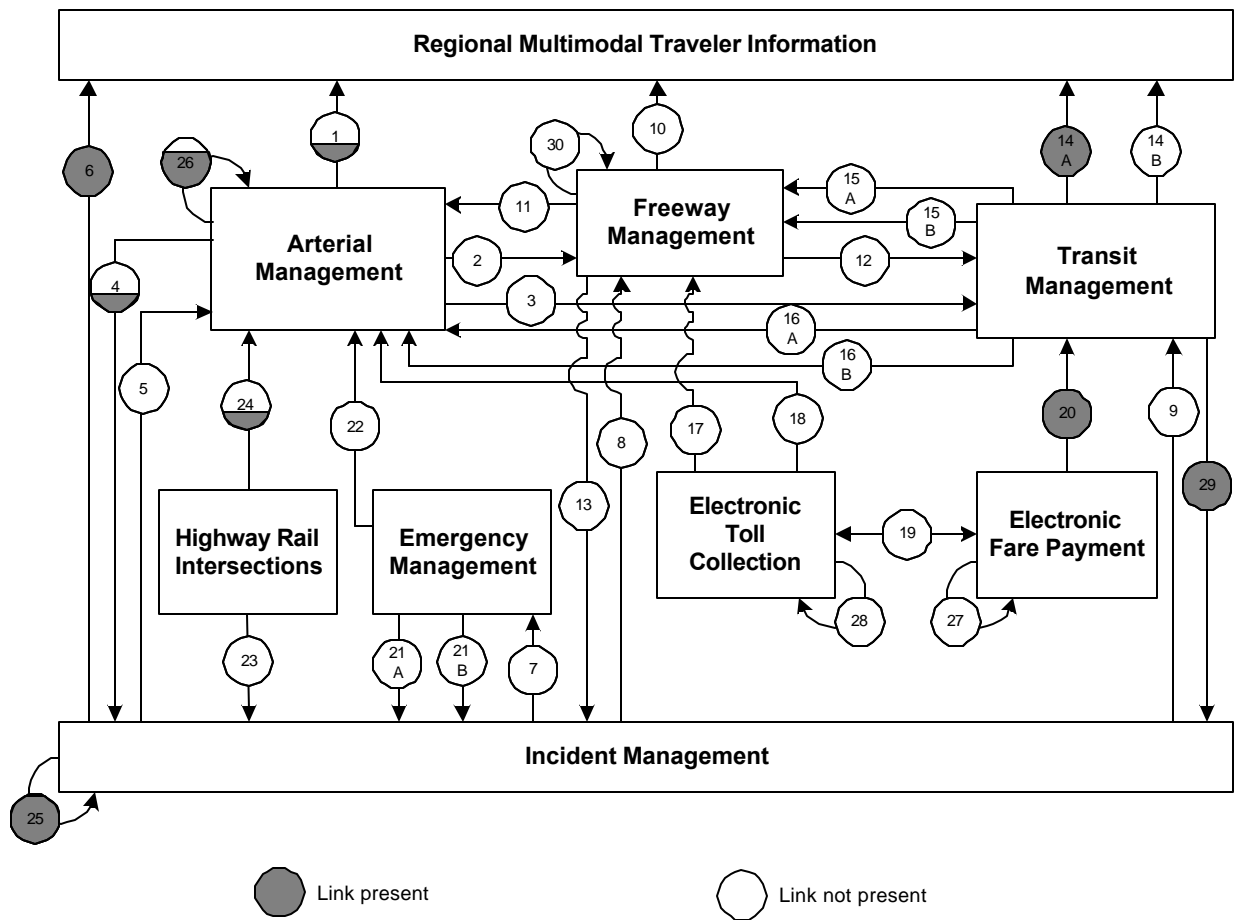 Regional Multimodal Traveler Information
1
10
6
26
30
14
A
14
B
15
A
11
Freeway
Management
15
B
Arterial
Management
2
12
Transit
Management
4
3
16
A
16
B
5
24
22
17
18
20
9
8
29
13
Highway Rail
Intersections
Emergency
Management
Electronic
Toll
Collection
19
Electronic
Fare Payment
28
27
23
21
A
21
B
7
Incident Management
25
Link present
Link not present